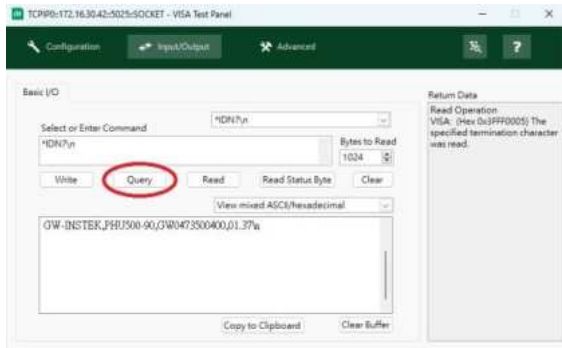 TCPIP0::172.16.30.42::5025::SOCKET - VISA Test Panel
Configuration
Input/Output
Advanced
?
Basic I/O
Select or Enter Command
*IDN?\n
*IDN?\n
Bytes to Read
1024
Write
Query
Read
Read Status Byte
Clear
View mixed ASCII/hexadecimal
GW-INSTEK,PHU500-90,GW0473500400,01.37\n
Copy to Clipboard
Clear Buffer
Return Data
Read Operation
VISA: (Hex 0x3FFF0005) The
specified termination character
was read.